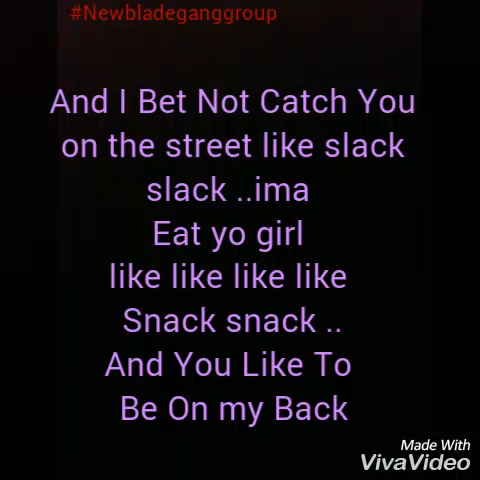 #Newbladeganggroup
And I Bet Not Catch You
on the street like slack
slack ..ima
Eat yo girl
like like like like
Snack snack ..
And You Like To
Be On my Back
Made With
VivaVideo